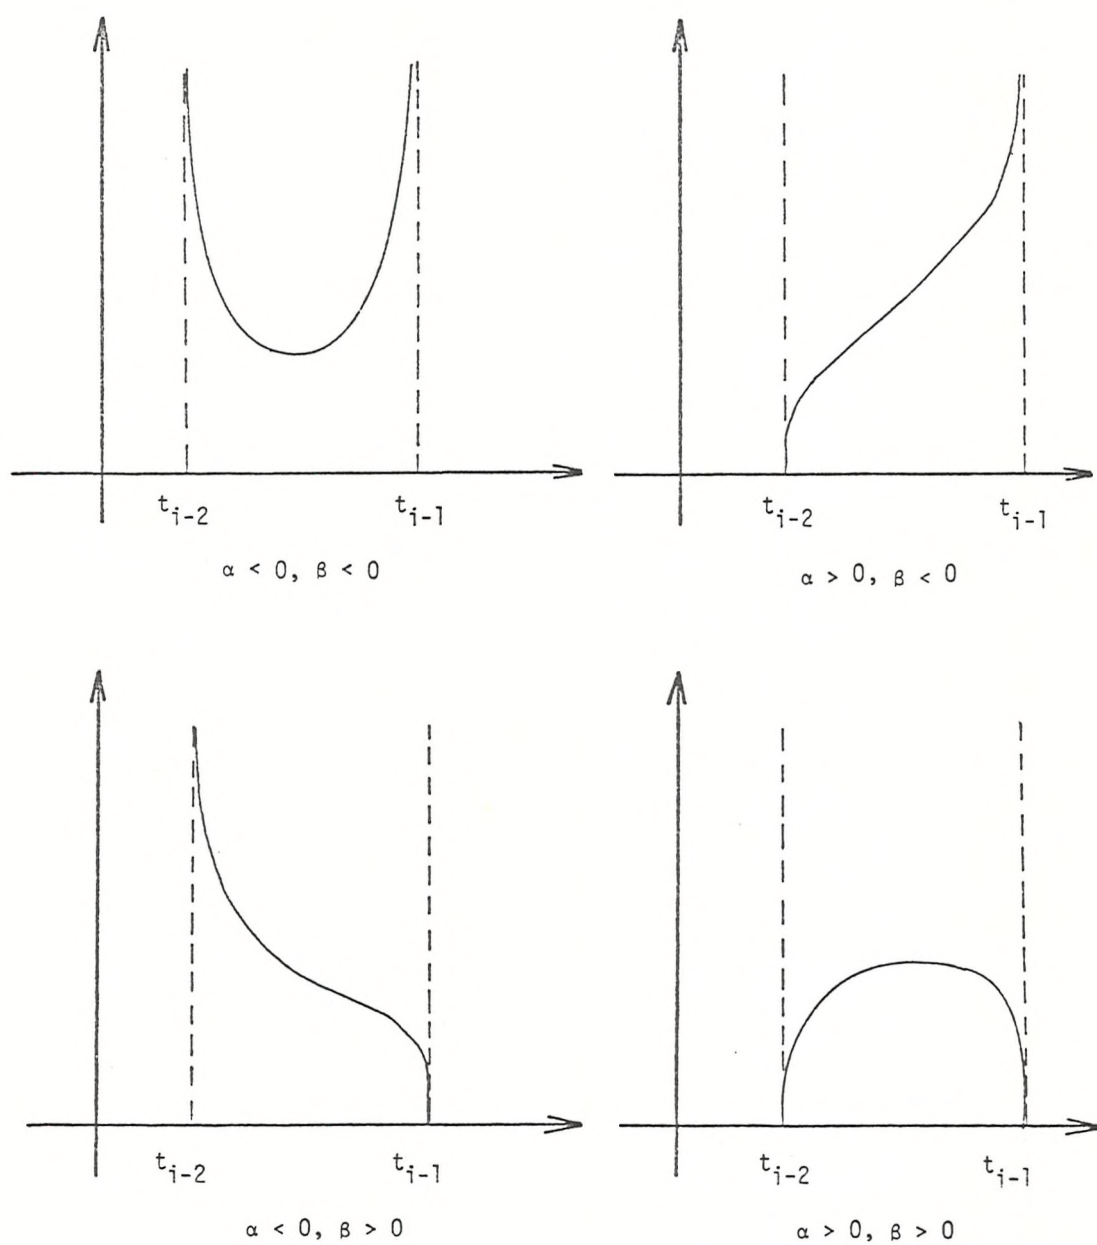 t_{i-2} t_{i-1}
α < 0, β < 0
t_{i-2} t_{i-1}
α > 0, β < 0
t_{i-2} t_{i-1}
α < 0, β > 0
t_{i-2} t_{i-1}
α > 0, β > 0